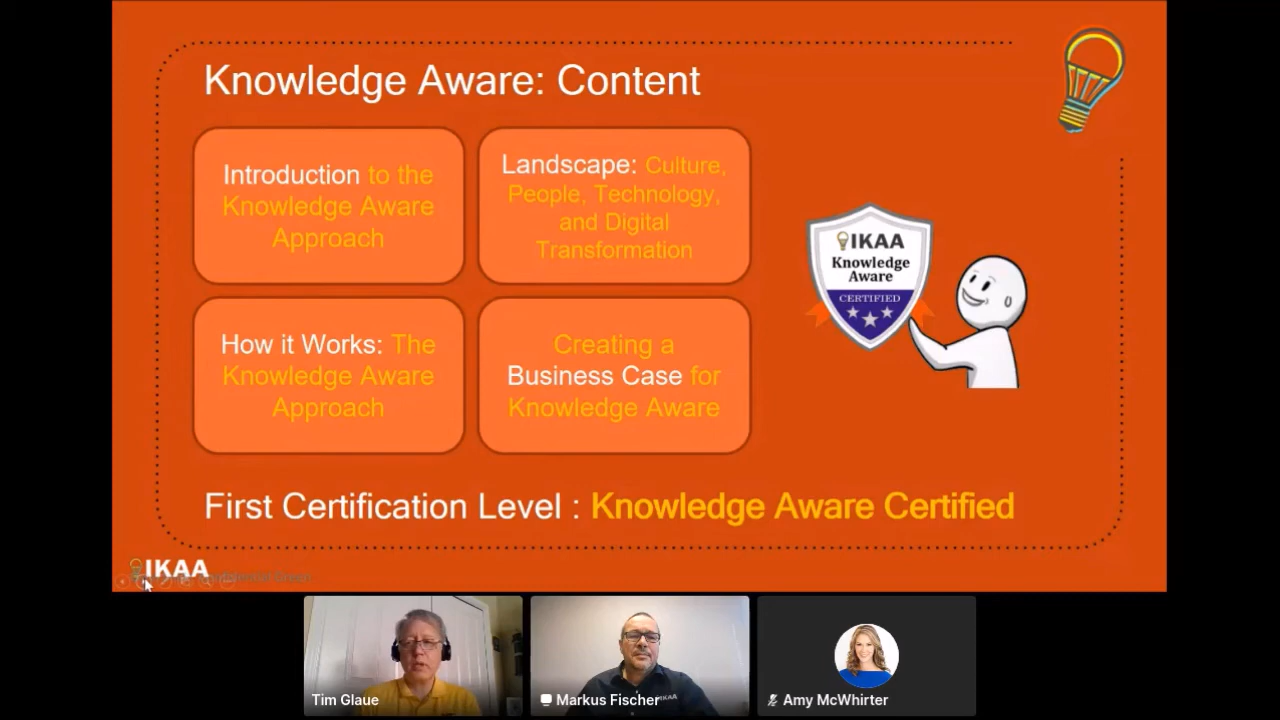 Knowledge Aware: Content
Introduction to the
Knowledge Aware
Approach
Landscape: Culture,
People, Technology,
and Digital
Transformation
How it Works: The
Knowledge Aware
Approach
Creating a
Business Case for
Knowledge Aware
IKAA
Knowledge
Aware
CERTIFIED
First Certification Level : Knowledge Aware Certified
IKAA
Tim Glaue
Markus Fischer
IKAA
Amy McWhirter